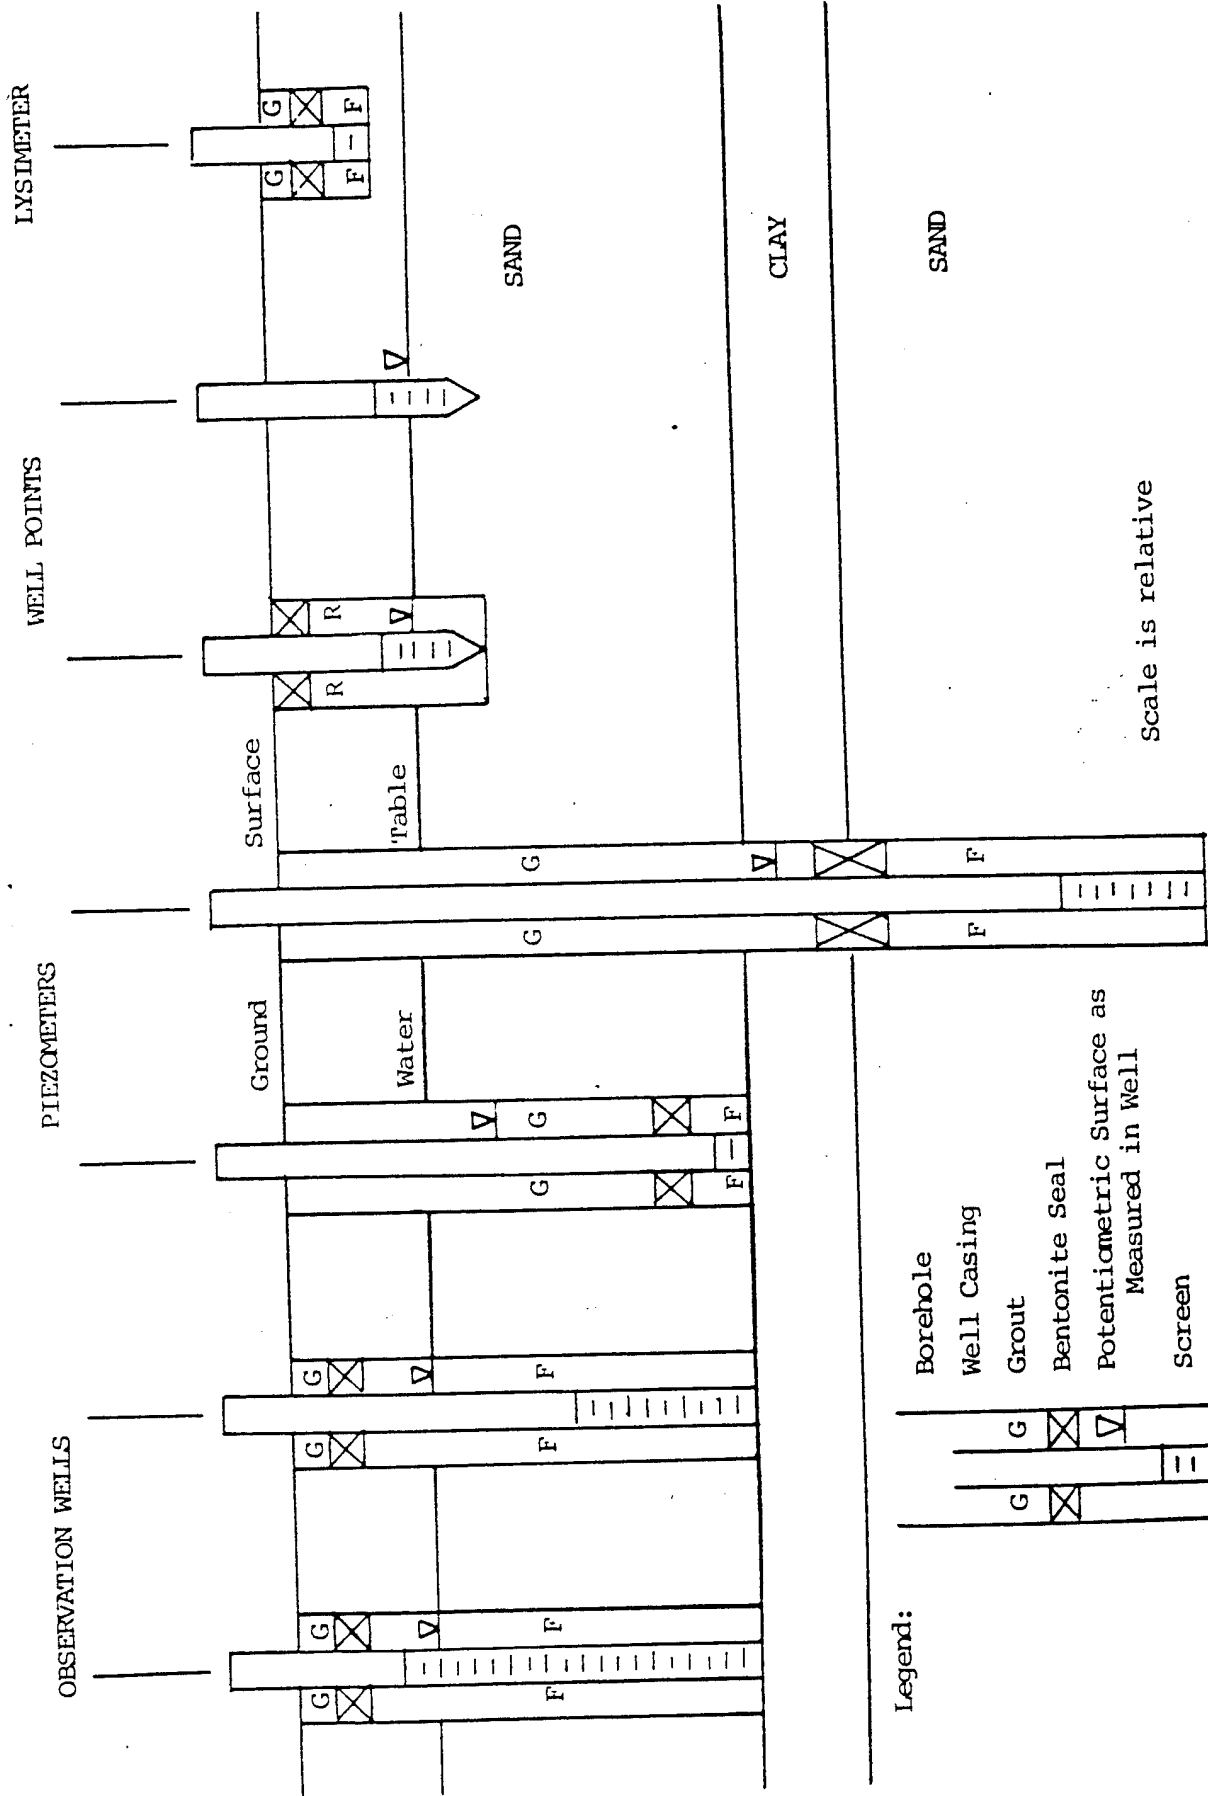 OBSERVATION WELLS
PIEZOMETERS
WELL POINTS
LYSIMETER
Ground Surface
Water Table
G G
G G
G G
G G
G G
R R
F F
F F
F F
F F
F F
SAND
CLAY
SAND
Legend:
Borehole
Well Casing
G G Grout
Bentonite Seal
Potentiometric Surface as
Measured in Well
Screen
Scale is relative